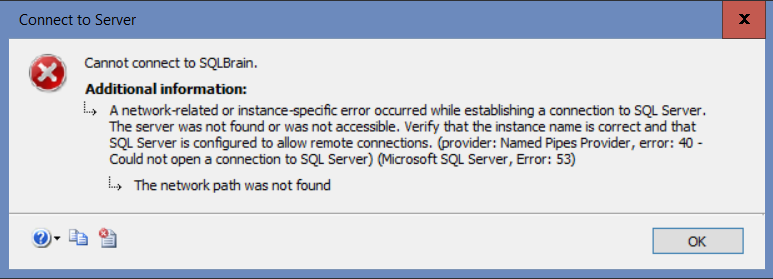 Connect to Server
X
Cannot connect to SQLBrain.
Additional information:
A network-related or instance-specific error occurred while establishing a connection to SQL Server.
The server was not found or was not accessible. Verify that the instance name is correct and that
SQL Server is configured to allow remote connections. (provider: Named Pipes Provider, error: 40 -
Could not open a connection to SQL Server) (Microsoft SQL Server, Error: 53)
The network path was not found
OK